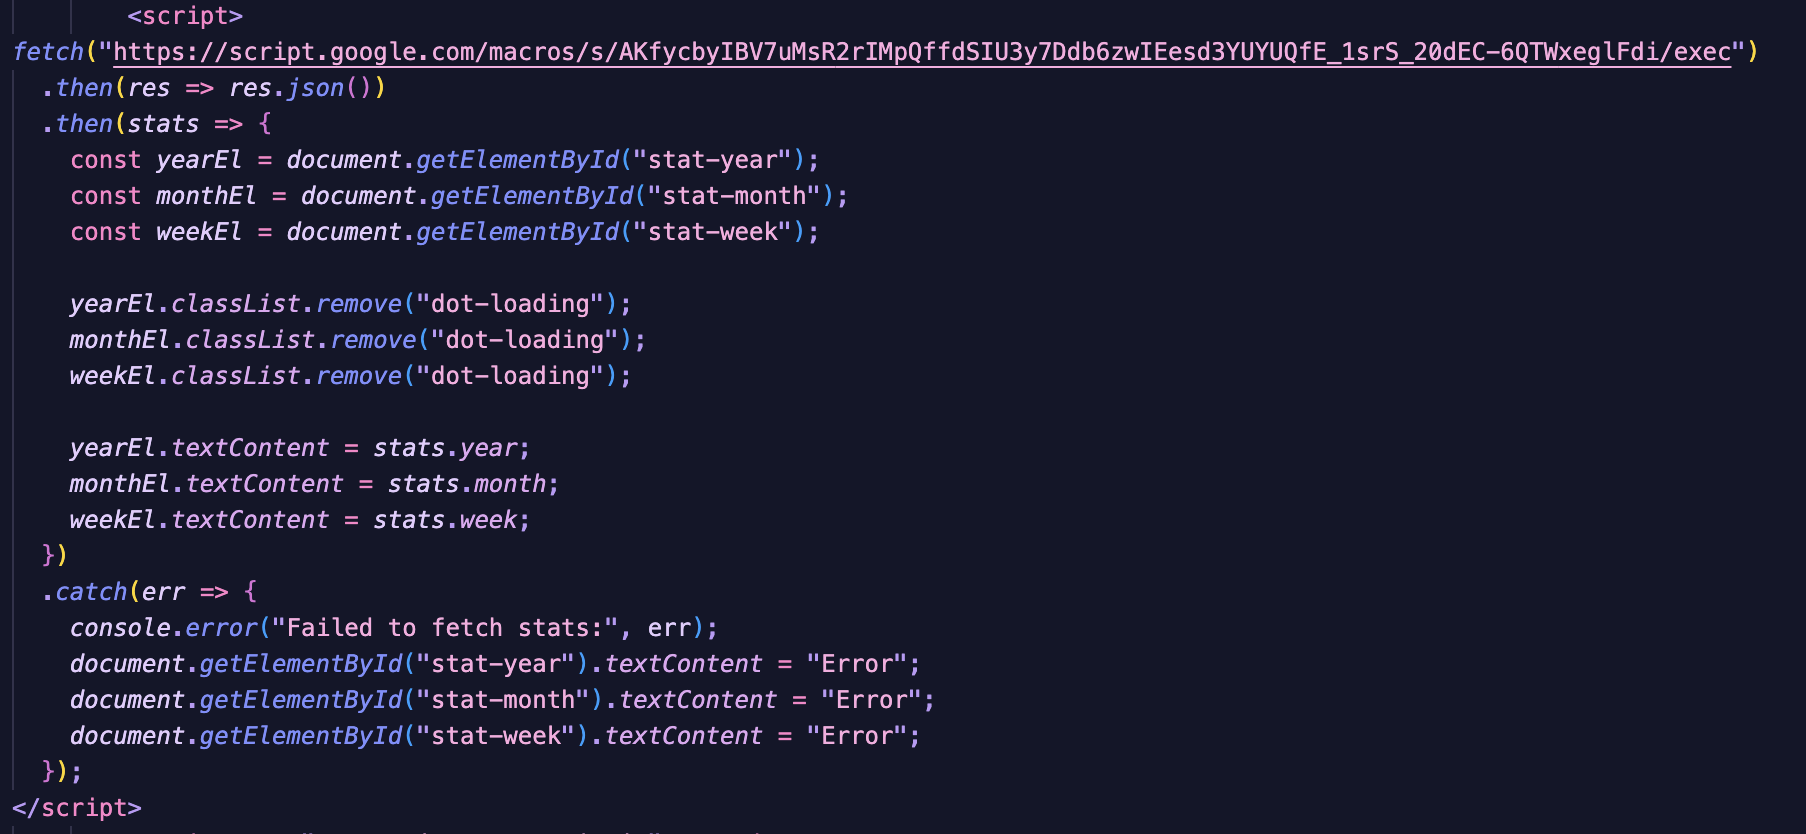 <script>
fetch("https://script.google.com/macros/s/AKfycbyIBV7uMsR2rIMpQffdSIU3y7Ddb6zwIEesd3YUYUQfE_1srS_20dEC-6QTWxeglFdi/exec")
.then(res => res.json())
.then(stats => {
const yearEl = document.getElementById("stat-year");
const monthEl = document.getElementById("stat-month");
const weekEl = document.getElementById("stat-week");
yearEl.classList.remove("dot-loading");
monthEl.classList.remove("dot-loading");
weekEl.classList.remove("dot-loading");
yearEl.textContent = stats.year;
monthEl.textContent = stats.month;
weekEl.textContent = stats.week;
})
.catch(err => {
console.error("Failed to fetch stats:", err);
document.getElementById("stat-year").textContent = "Error";
document.getElementById("stat-month").textContent = "Error";
document.getElementById("stat-week").textContent = "Error";
});
</script>